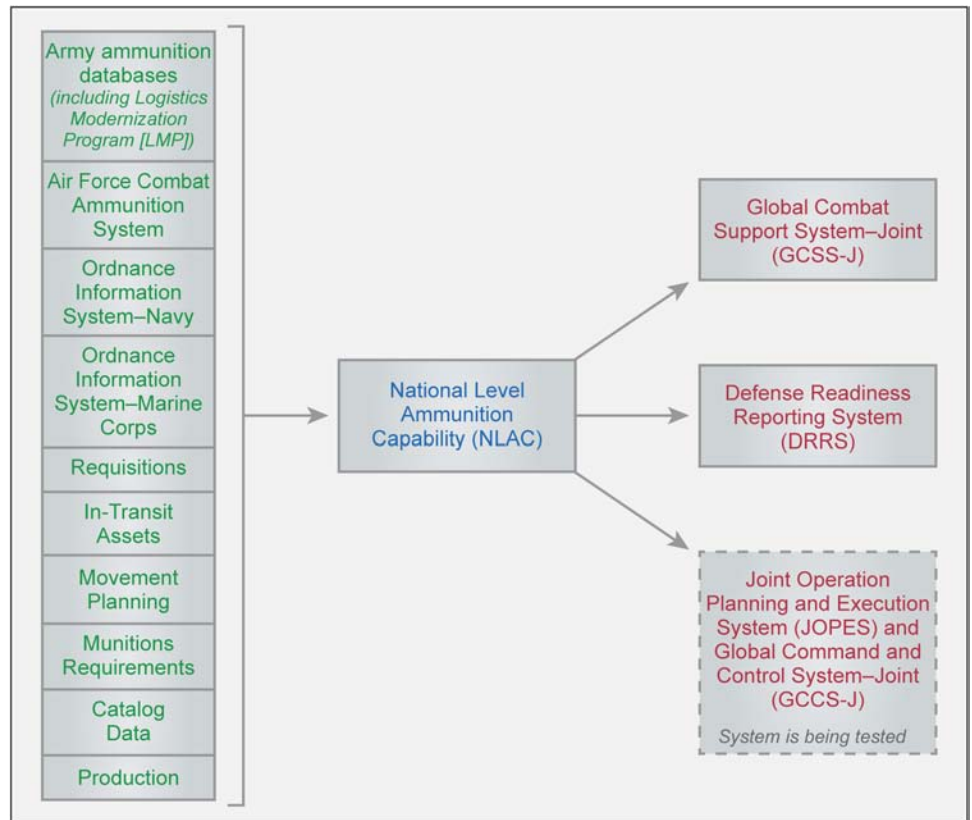 Army ammunition
databases
(including Logistics
Modernization
Program [LMP])
Air Force Combat
Ammunition
System
Ordnance
Information
System–Navy
Ordnance
Information
System–Marine
Corps
Requisitions
In-Transit
Assets
Movement
Planning
Munitions
Requirements
Catalog
Data
Production
National Level
Ammunition
Capability (NLAC)
Global Combat
Support System–Joint
(GCSS-J)
Defense Readiness
Reporting System
(DRRS)
Joint Operation
Planning and Execution
System (JOPES) and
Global Command and
Control System–Joint
(GCCS-J)
System is being tested